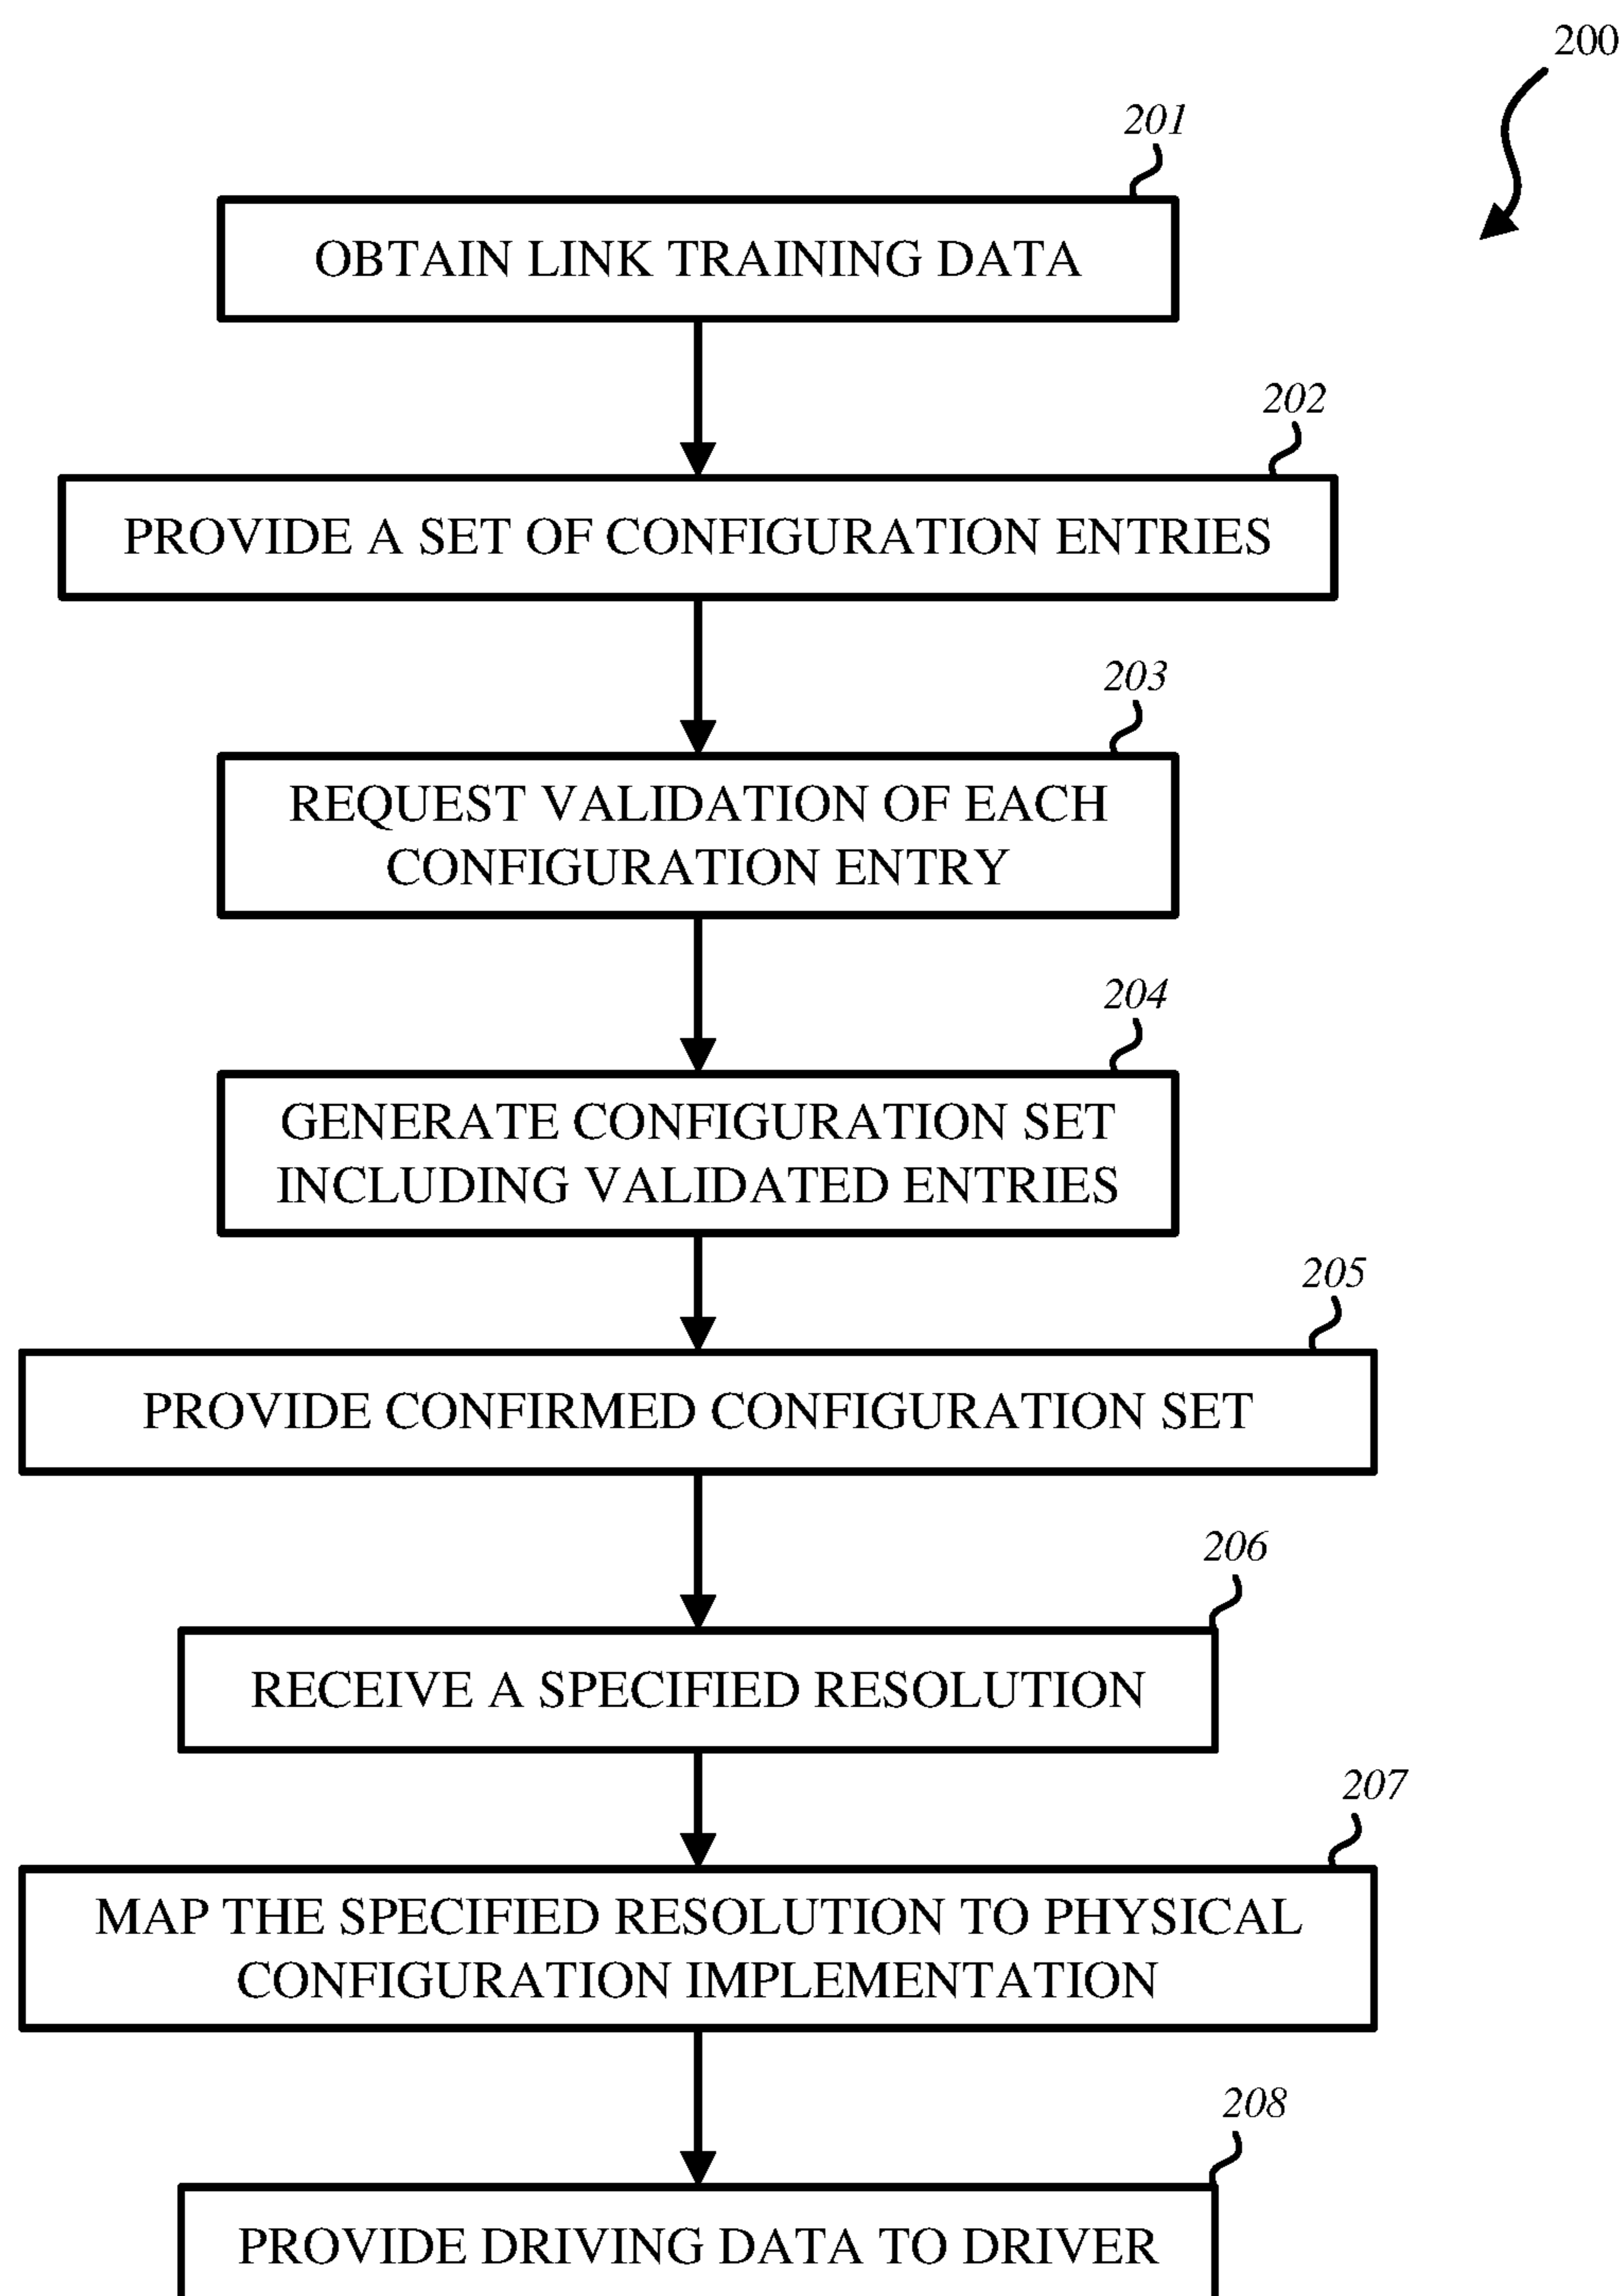 200
201
OBTAIN LINK TRAINING DATA
202
PROVIDE A SET OF CONFIGURATION ENTRIES
203
REQUEST VALIDATION OF EACH
CONFIGURATION ENTRY
204
GENERATE CONFIGURATION SET
INCLUDING VALIDATED ENTRIES
205
PROVIDE CONFIRMED CONFIGURATION SET
206
RECEIVE A SPECIFIED RESOLUTION
207
MAP THE SPECIFIED RESOLUTION TO PHYSICAL
CONFIGURATION IMPLEMENTATION
208
PROVIDE DRIVING DATA TO DRIVER